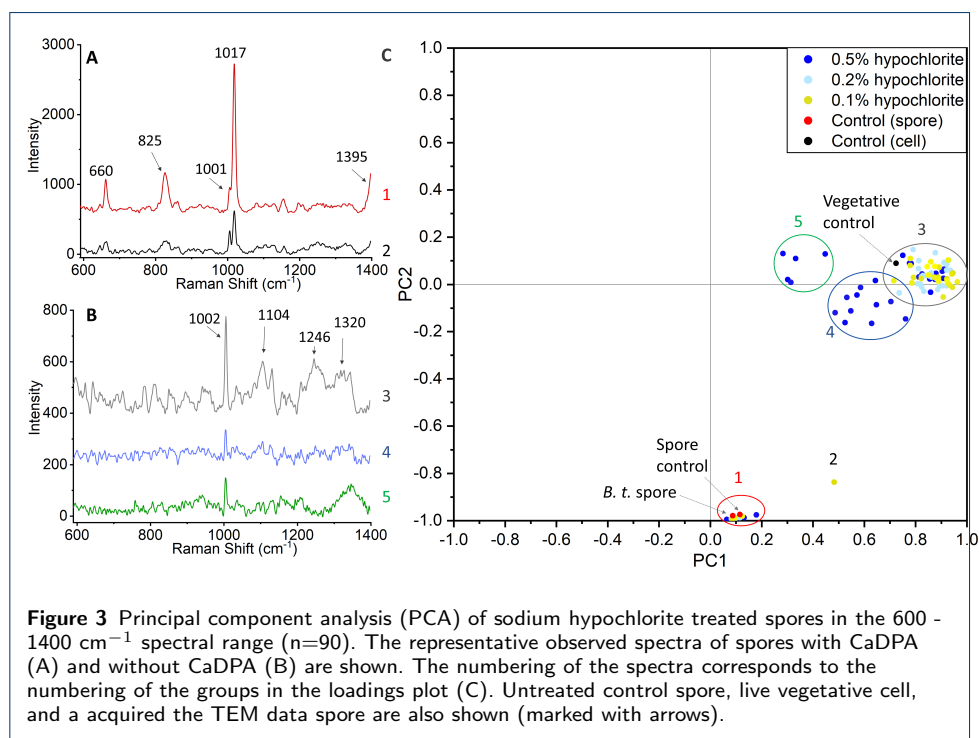 A
3000
2000
1000
0
Intensity
1017
825
660
1001
1395
1
2
600
800
1000
1200
1400
Raman Shift (cm⁻¹)
B
800
600
400
200
0
Intensity
1002
1104
1246
1320
3
4
5
600
800
1000
1200
1400
Raman Shift (cm⁻¹)
C
1.0
0.8
0.6
0.4
0.2
0.0
-0.2
-0.4
-0.6
-0.8
-1.0
PC2
0.5% hypochlorite
0.2% hypochlorite
0.1% hypochlorite
Control (spore)
Control (cell)
Vegetative
control
5
3
4
Spore
control
B. t. spore
1
2
-1.0 -0.8 -0.6 -0.4 -0.2 0.0 0.2 0.4 0.6 0.8 1.0
PC1
Figure 3 Principal component analysis (PCA) of sodium hypochlorite treated spores in the 600 -
1400 cm⁻¹ spectral range (n=90). The representative observed spectra of spores with CaDPA
(A) and without CaDPA (B) are shown. The numbering of the spectra corresponds to the
numbering of the groups in the loadings plot (C). Untreated control spore, live vegetative cell,
and a acquired the TEM data spore are also shown (marked with arrows).